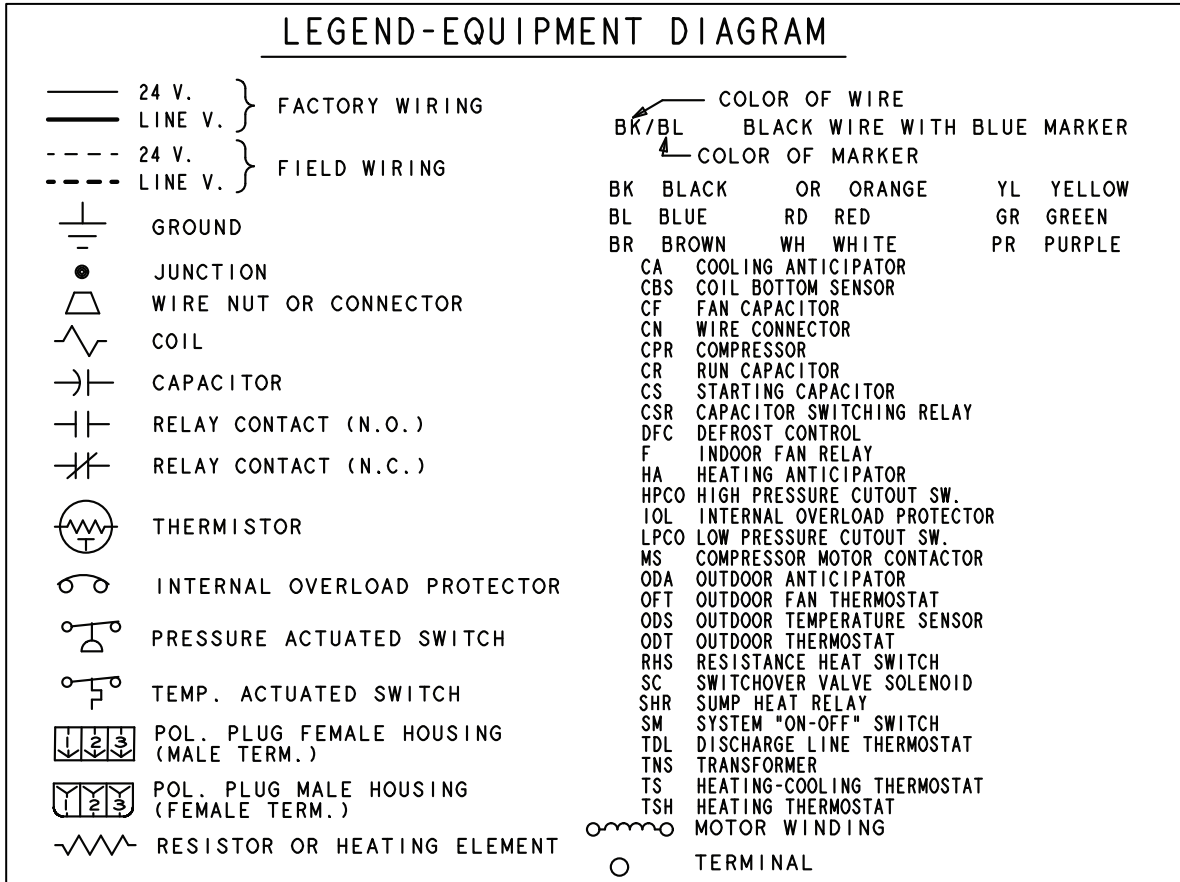 LEGEND-EQUIPMENT DIAGRAM
24 V.
LINE V.
FACTORY WIRING
24 V.
LINE V.
FIELD WIRING
GROUND
JUNCTION
WIRE NUT OR CONNECTOR
COIL
CAPACITOR
RELAY CONTACT (N.O.)
RELAY CONTACT (N.C.)
T
THERMISTOR
INTERNAL OVERLOAD PROTECTOR
PRESSURE ACTUATED SWITCH
TEMP. ACTUATED SWITCH
1 2 3
POL. PLUG FEMALE HOUSING
(MALE TERM.)
1 2 3
POL. PLUG MALE HOUSING
(FEMALE TERM.)
RESISTOR OR HEATING ELEMENT
COLOR OF WIRE
BK/BL BLACK WIRE WITH BLUE MARKER
COLOR OF MARKER
BK BLACK OR ORANGE YL YELLOW
BL BLUE RD RED GR GREEN
BR BROWN WH WHITE PR PURPLE
CA COOLING ANTICIPATOR
CBS COIL BOTTOM SENSOR
CF FAN CAPACITOR
CN WIRE CONNECTOR
CPR COMPRESSOR
CR RUN CAPACITOR
CS STARTING CAPACITOR
CSR CAPACITOR SWITCHING RELAY
DFC DEFROST CONTROL
F INDOOR FAN RELAY
HA HEATING ANTICIPATOR
HPCO HIGH PRESSURE CUTOUT SW.
IOL INTERNAL OVERLOAD PROTECTOR
LPCO LOW PRESSURE CUTOUT SW.
MS COMPRESSOR MOTOR CONTACTOR
ODA OUTDOOR ANTICIPATOR
OFT OUTDOOR FAN THERMOSTAT
ODS OUTDOOR TEMPERATURE SENSOR
ODT OUTDOOR THERMOSTAT
RHS RESISTANCE HEAT SWITCH
SC SWITCHOVER VALVE SOLENOID
SHR SUMP HEAT RELAY
SM SYSTEM "ON-OFF" SWITCH
TDL DISCHARGE LINE THERMOSTAT
TNS TRANSFORMER
TS HEATING-COOLING THERMOSTAT
TSH HEATING THERMOSTAT
MOTOR WINDING
TERMINAL